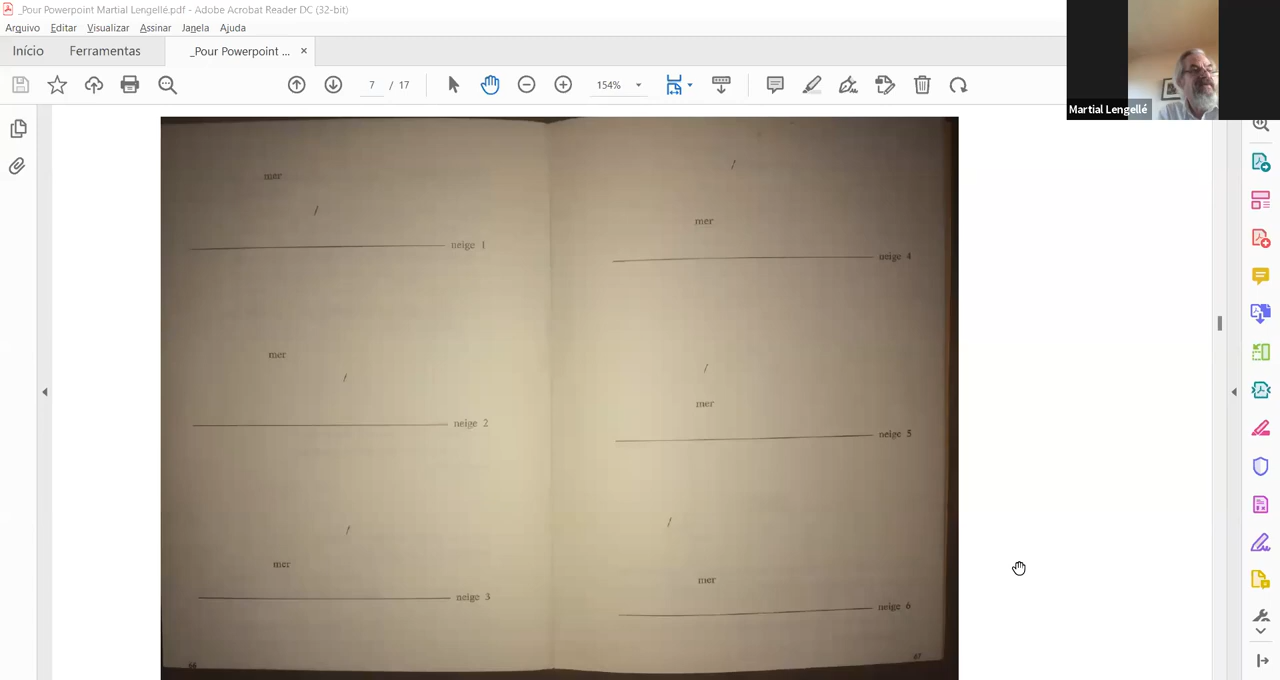 _Pour Powerpoint Martial Lengellé.pdf - Adobe Acrobat Reader DC (32-bit)
Arquivo Editar Visualizar Assinar Janela Ajuda
Início Ferramentas _Pour Powerpoint ... ×
7 / 17 154%
Martial Lengellé
mer
/
neige 1
mer
/
neige 2
/
mer
neige 3
66
/
mer
neige 4
/
mer
neige 5
/
mer
neige 6
67